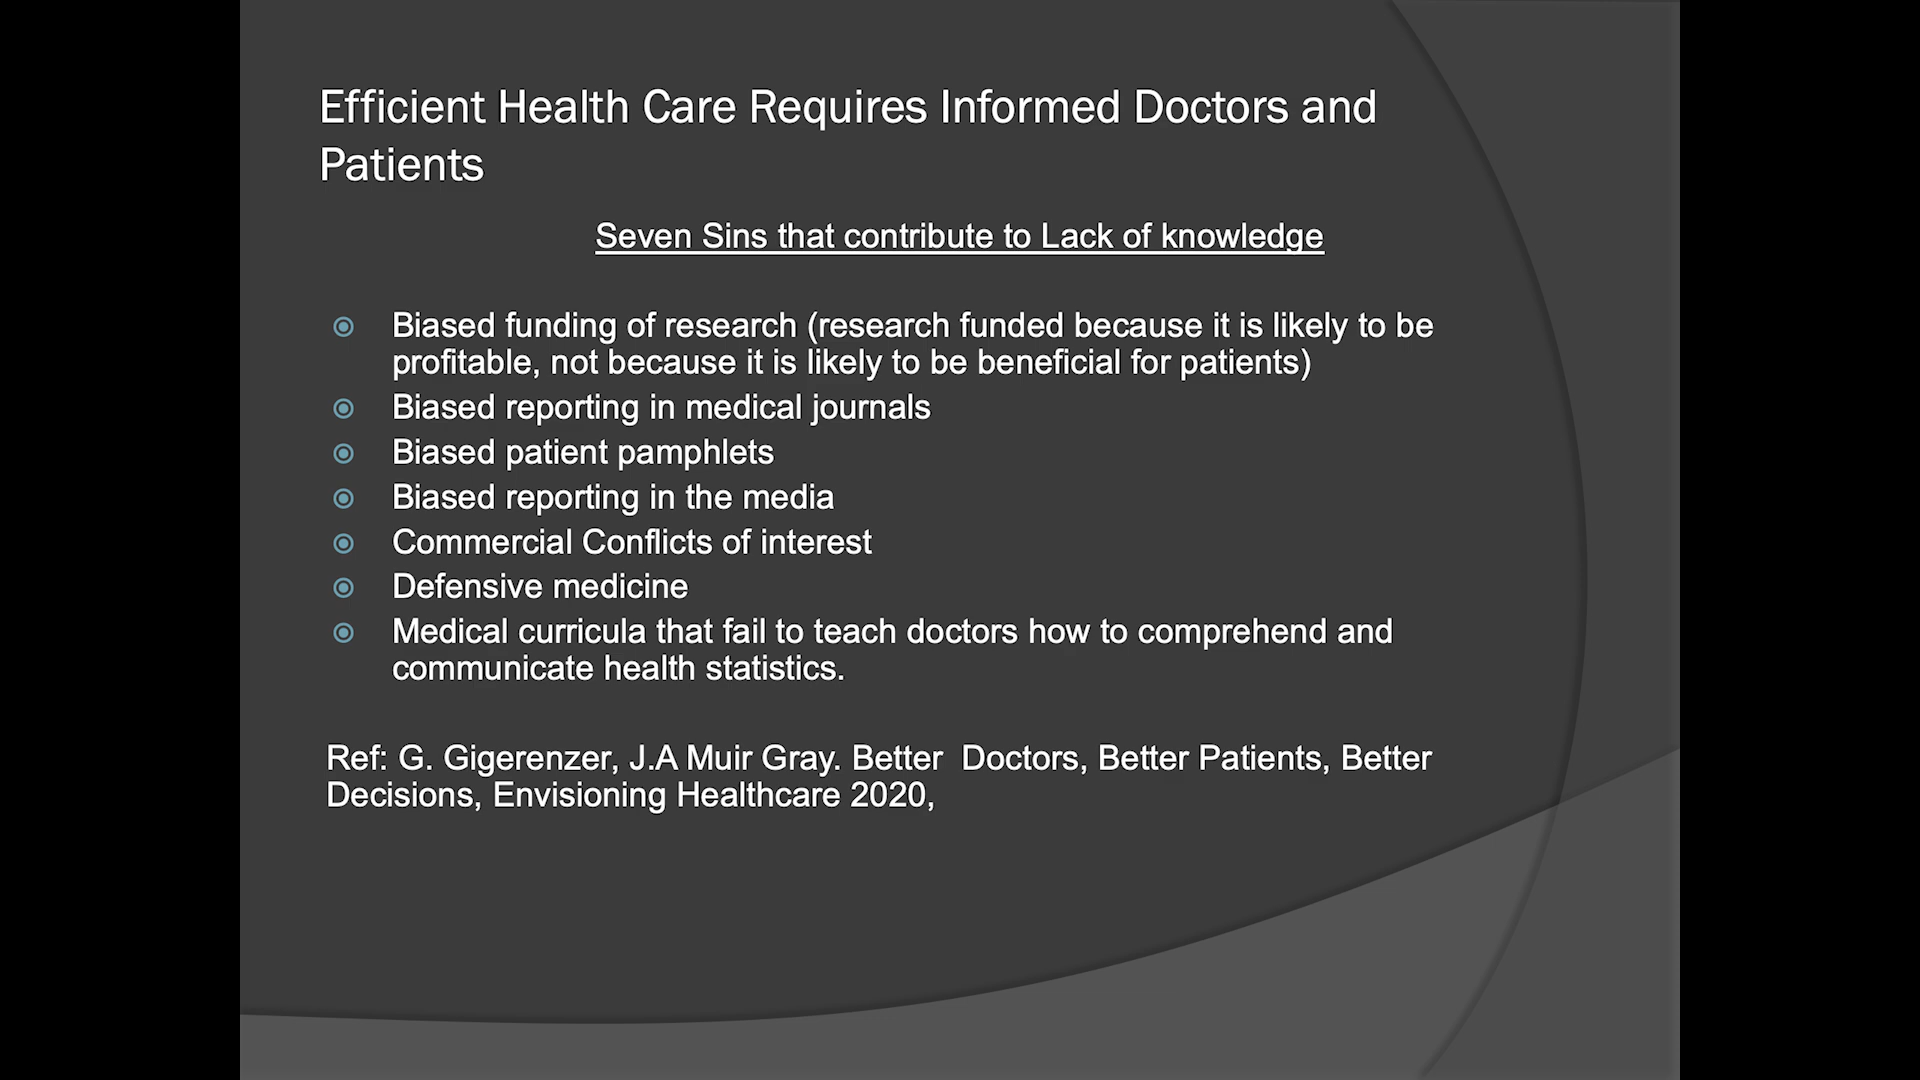 Efficient Health Care Requires Informed Doctors and
Patients
Seven Sins that contribute to Lack of knowledge
Biased funding of research (research funded because it is likely to be
profitable, not because it is likely to be beneficial for patients)
Biased reporting in medical journals
Biased patient pamphlets
Biased reporting in the media
Commercial Conflicts of interest
Defensive medicine
Medical curricula that fail to teach doctors how to comprehend and
communicate health statistics.
Ref: G. Gigerenzer, J.A Muir Gray. Better  Doctors, Better Patients, Better
Decisions, Envisioning Healthcare 2020,